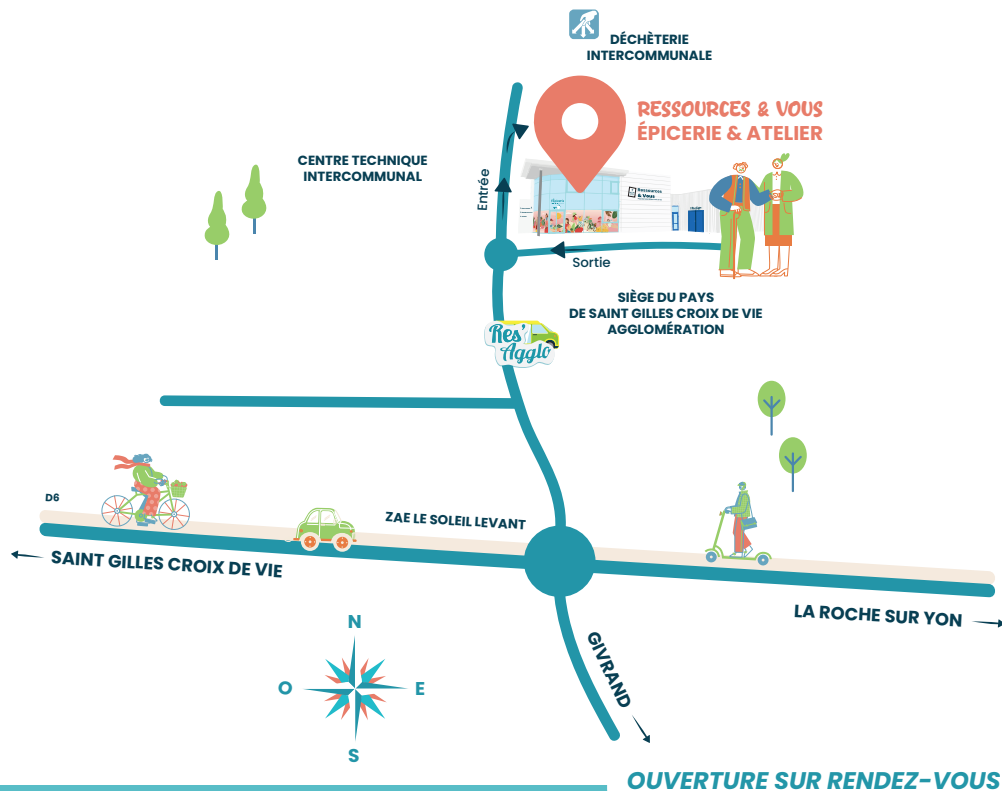 DÉCHÈTERIE
INTERCOMMUNALE
RESSOURCES & VOUS
ÉPICERIE & ATELIER
CENTRE TECHNIQUE
INTERCOMMUNAL
Entrée
Ressources
& Vous
Sortie
SIÈGE DU PAYS
DE SAINT GILLES CROIX DE VIE
AGGLOMÉRATION
Res'
Agglo
D6
ZAE LE SOLEIL LEVANT
SAINT GILLES CROIX DE VIE
LA ROCHE SUR YON
GIVRAND
N
O
E
S
OUVERTURE SUR RENDEZ-VOUS